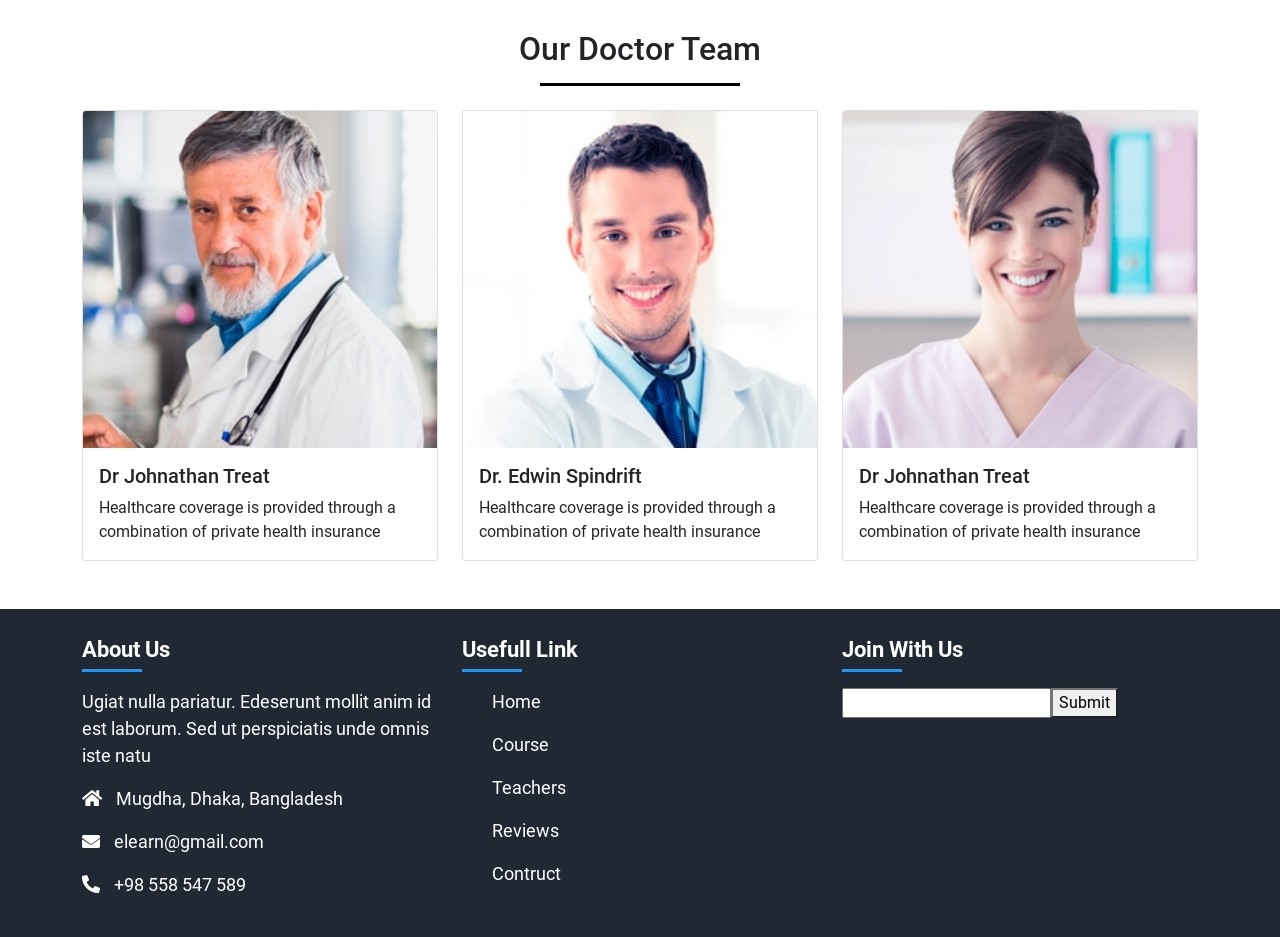 Our Doctor Team
Dr Johnathan Treat
Healthcare coverage is provided through a
combination of private health insurance
Dr. Edwin Spindrift
Healthcare coverage is provided through a
combination of private health insurance
Dr Johnathan Treat
Healthcare coverage is provided through a
combination of private health insurance
About Us
Ugiat nulla pariatur. Edeserunt mollit anim id
est laborum. Sed ut perspiciatis unde omnis
iste natu
Mugdha, Dhaka, Bangladesh
elearn@gmail.com
+98 558 547 589
Usefull Link
Home
Course
Teachers
Reviews
Contruct
Join With Us
Submit